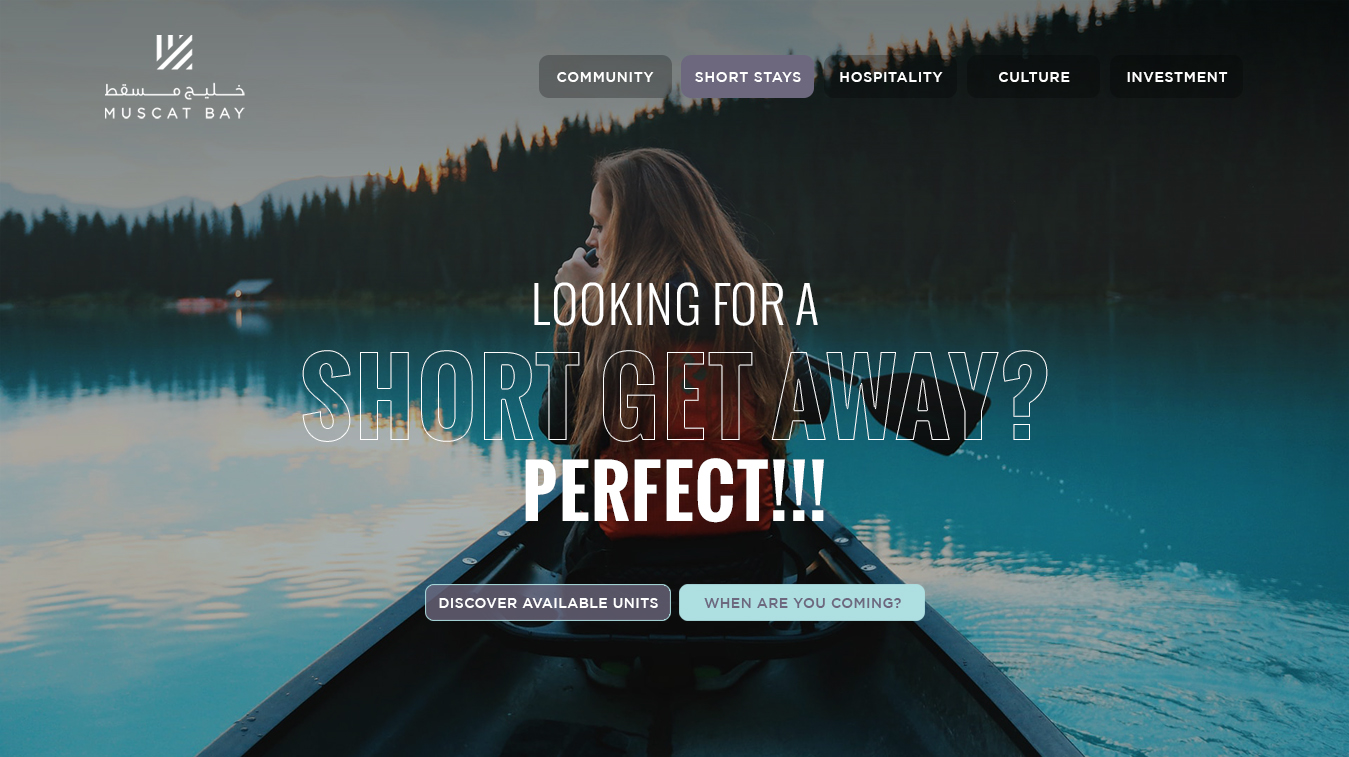 خليج مسقط
MUSCAT BAY
COMMUNITY
SHORT STAYS
HOSPITALITY
CULTURE
INVESTMENT
LOOKING FOR A
SHORT GET AWAY?
PERFECT!!!
DISCOVER AVAILABLE UNITS
WHEN ARE YOU COMING?